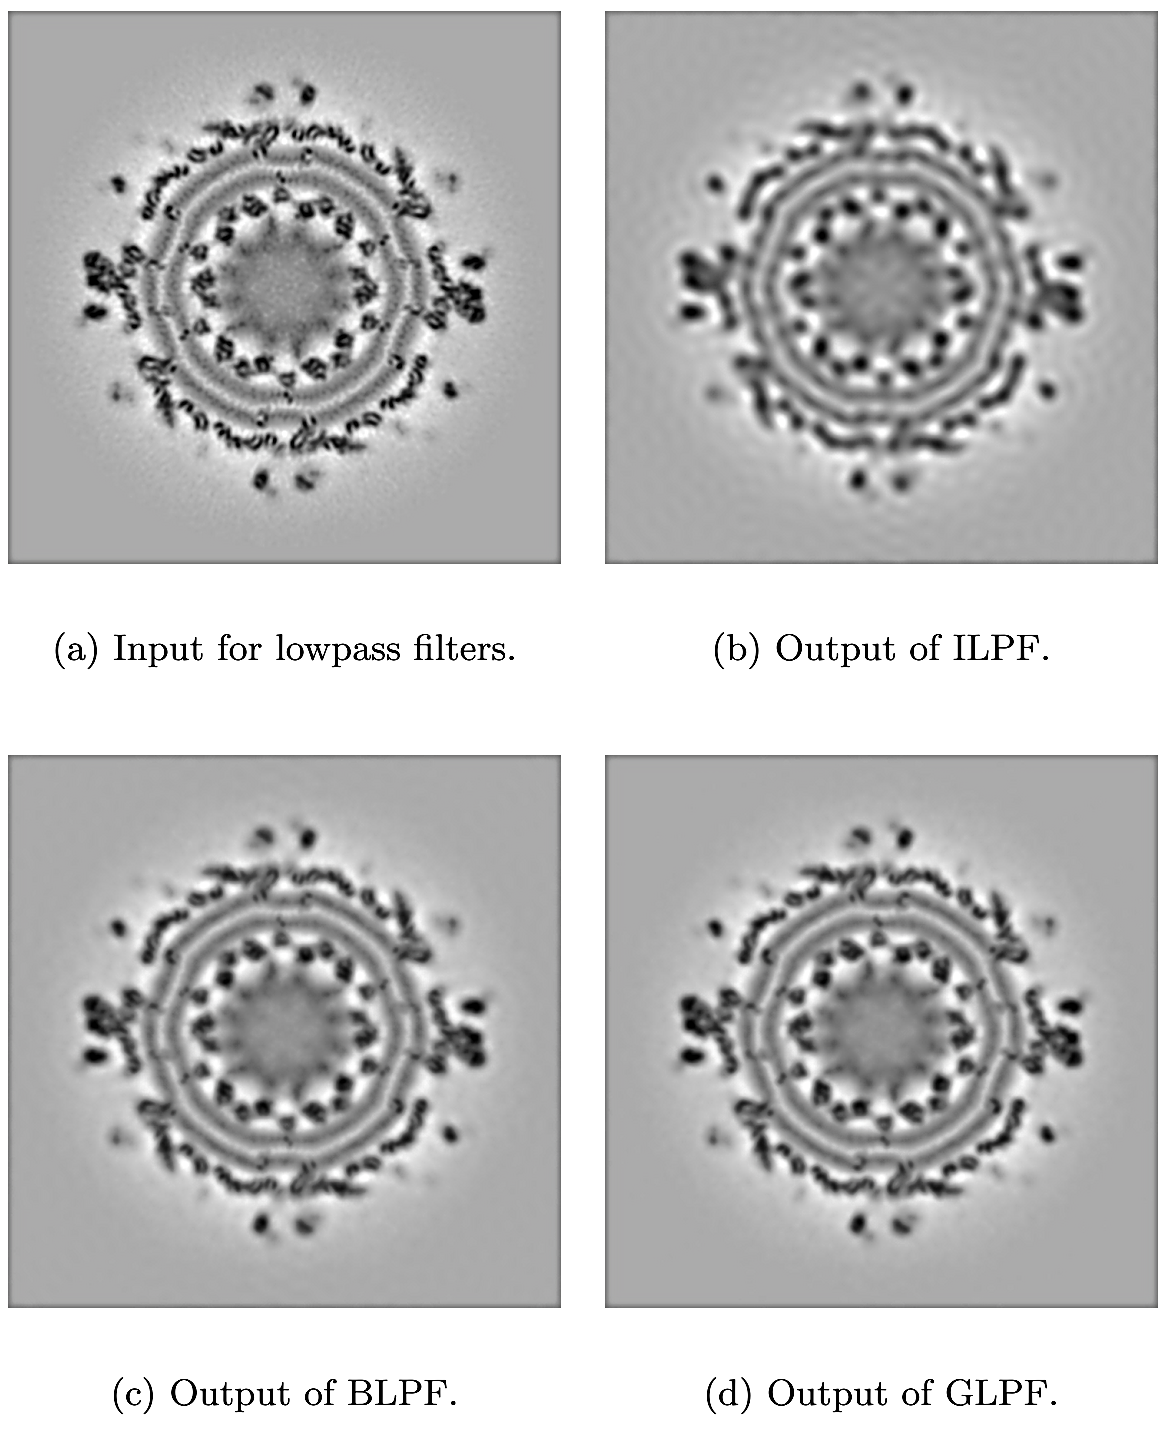 (a) Input for lowpass filters.
(b) Output of ILPF.
(c) Output of BLPF.
(d) Output of GLPF.